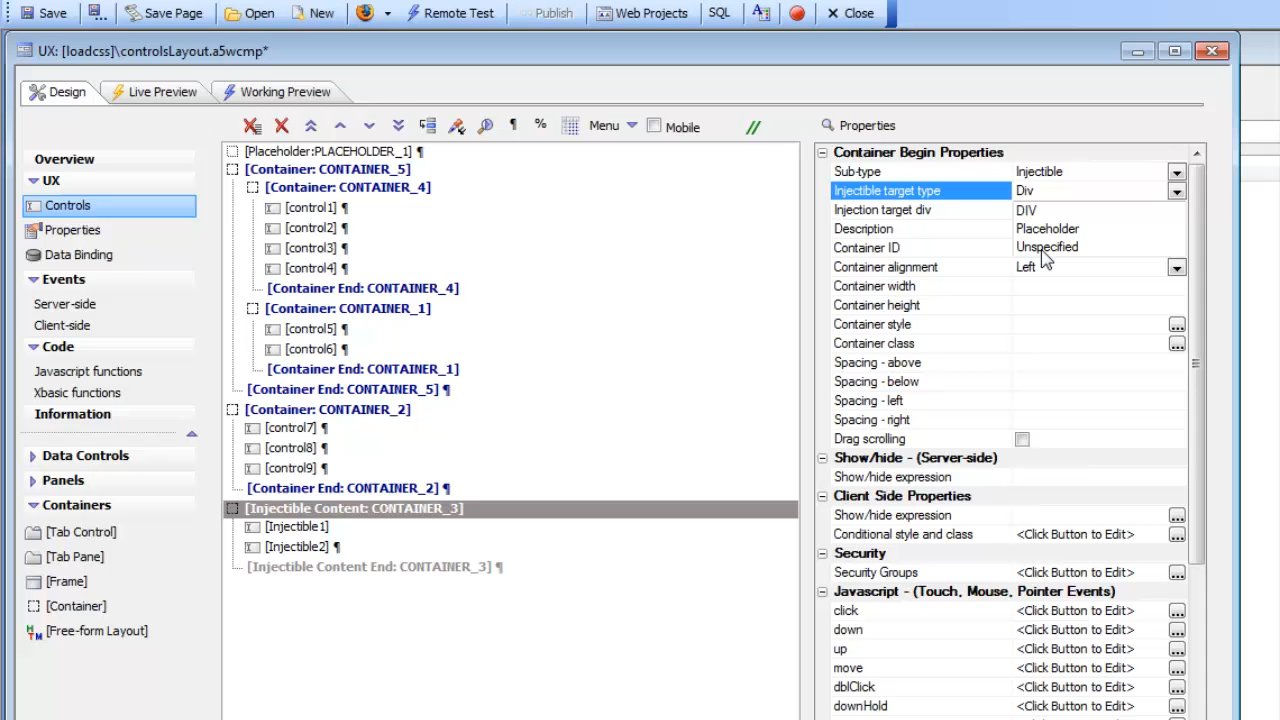 Save Save Page Open New Remote Test Publish Web Projects SQL A Close
UX: [loadcss]\controlsLayout.a5wcmp*
Design Live Preview Working Preview
¶ % Menu Mobile // Properties
Overview
UX
Controls
Properties
Data Binding
Events
Server-side
Client-side
Code
Javascript functions
Xbasic functions
Information
Data Controls
Panels
Containers
[Tab Control]
[Tab Pane]
[Frame]
[Container]
[Free-form Layout]
[Placeholder:PLACEHOLDER_1] ¶
[Container: CONTAINER_5]
[Container: CONTAINER_4]
[control1] ¶
[control2] ¶
[control3] ¶
[control4] ¶
[Container End: CONTAINER_4]
[Container: CONTAINER_1]
[control5] ¶
[control6] ¶
[Container End: CONTAINER_1]
[Container End: CONTAINER_5] ¶
[Container: CONTAINER_2]
[control7] ¶
[control8] ¶
[control9] ¶
[Container End: CONTAINER_2] ¶
[Injectible Content: CONTAINER_3]
[Injectible1]
[Injectible2] ¶
[Injectible Content End: CONTAINER_3] ¶
Container Begin Properties
Sub-type Injectible
Injectible target type Div
Injection target div DIV
Description Placeholder
Container ID Unspecified
Container alignment Left
Container width
Container height
Container style ...
Container class ...
Spacing - above
Spacing - below
Spacing - left
Spacing - right
Drag scrolling
Show/hide - (Server-side)
Show/hide expression
Client Side Properties
Show/hide expression ...
Conditional style and class <Click Button to Edit> ...
Security
Security Groups <Click Button to Edit> ...
Javascript - (Touch, Mouse, Pointer Events)
click <Click Button to Edit> ...
down <Click Button to Edit> ...
up <Click Button to Edit> ...
move <Click Button to Edit> ...
dblClick <Click Button to Edit> ...
downHold <Click Button to Edit> ...